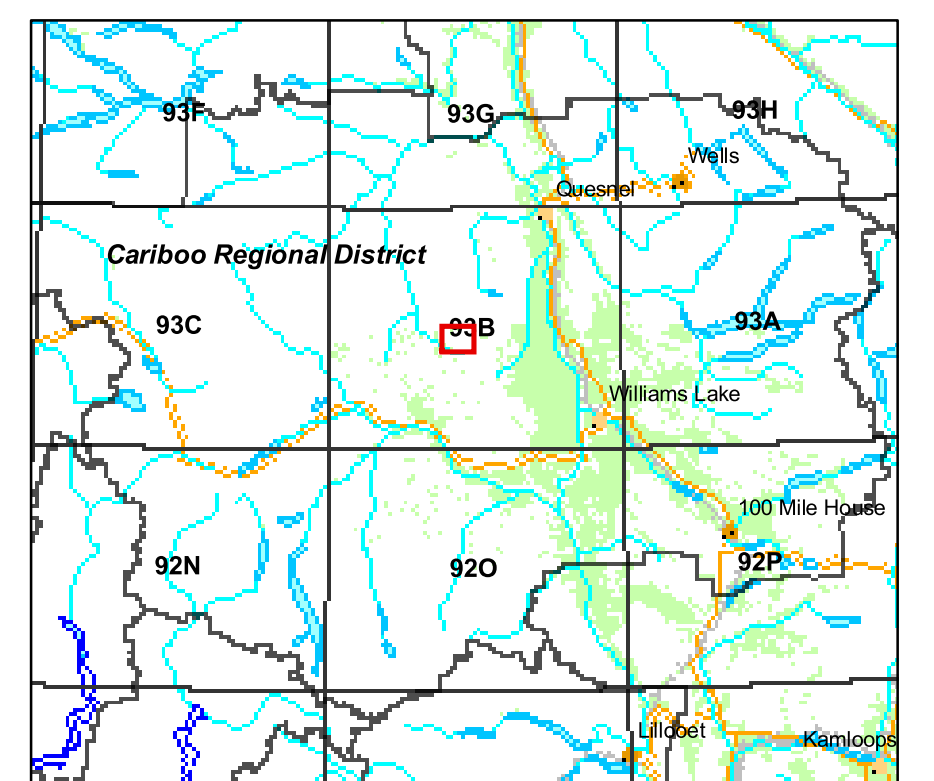 93F
93G
93H
Wells
Quesnel
Cariboo Regional District
93C
93B
93A
Williams Lake
100 Mile House
92N
92O
92P
Lillooet
Kamloops